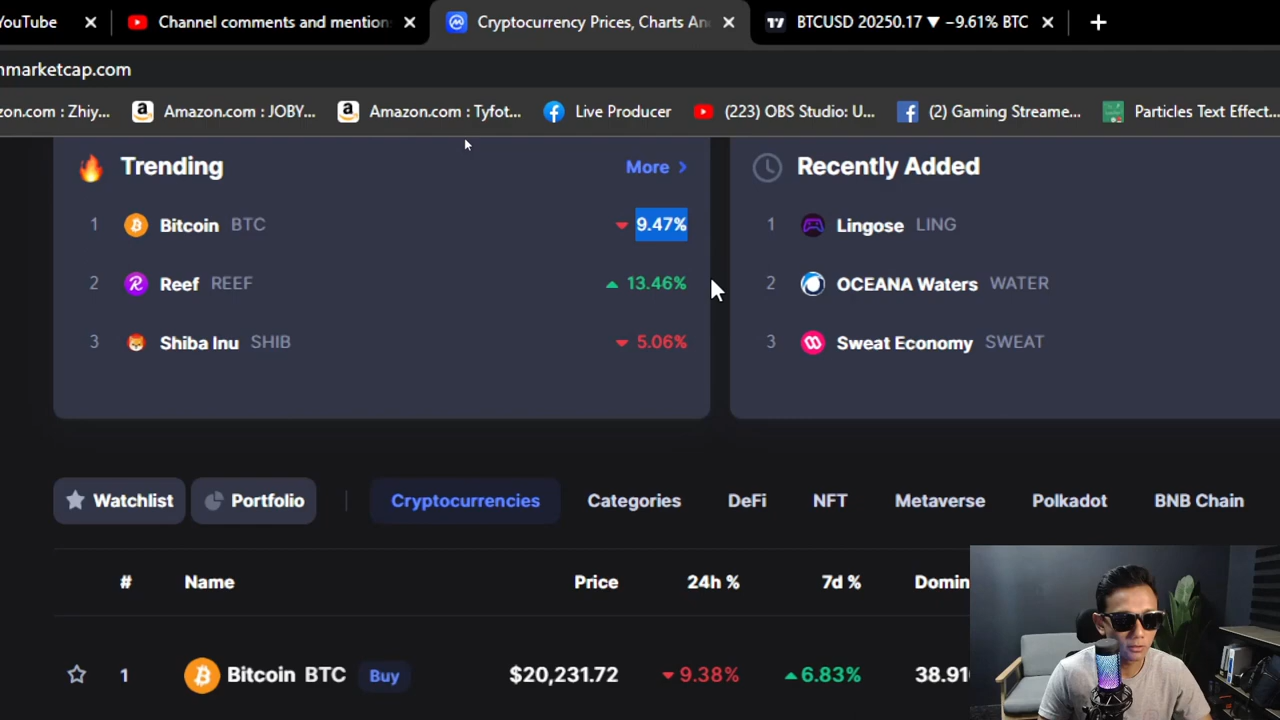 YouTube
Channel comments and mention
Cryptocurrency Prices, Charts An
BTCUSD 20250.17 ▼ −9.61% BTC
nmarketcap.com
zon.com : Zhiy...
Amazon.com : JOBY...
Amazon.com : Tyfot...
Live Producer
(223) OBS Studio: U...
(2) Gaming Streame...
Particles Text Effect...
Trending
More
1 Bitcoin BTC 9.47%
2 Reef REEF 13.46%
3 Shiba Inu SHIB 5.06%
Recently Added
1 Lingose LING
2 OCEANA Waters WATER
3 Sweat Economy SWEAT
Watchlist
Portfolio
Cryptocurrencies
Categories
DeFi
NFT
Metaverse
Polkadot
BNB Chain
# Name Price 24h % 7d % Domin
1 Bitcoin BTC Buy $20,231.72 9.38% 6.83% 38.91